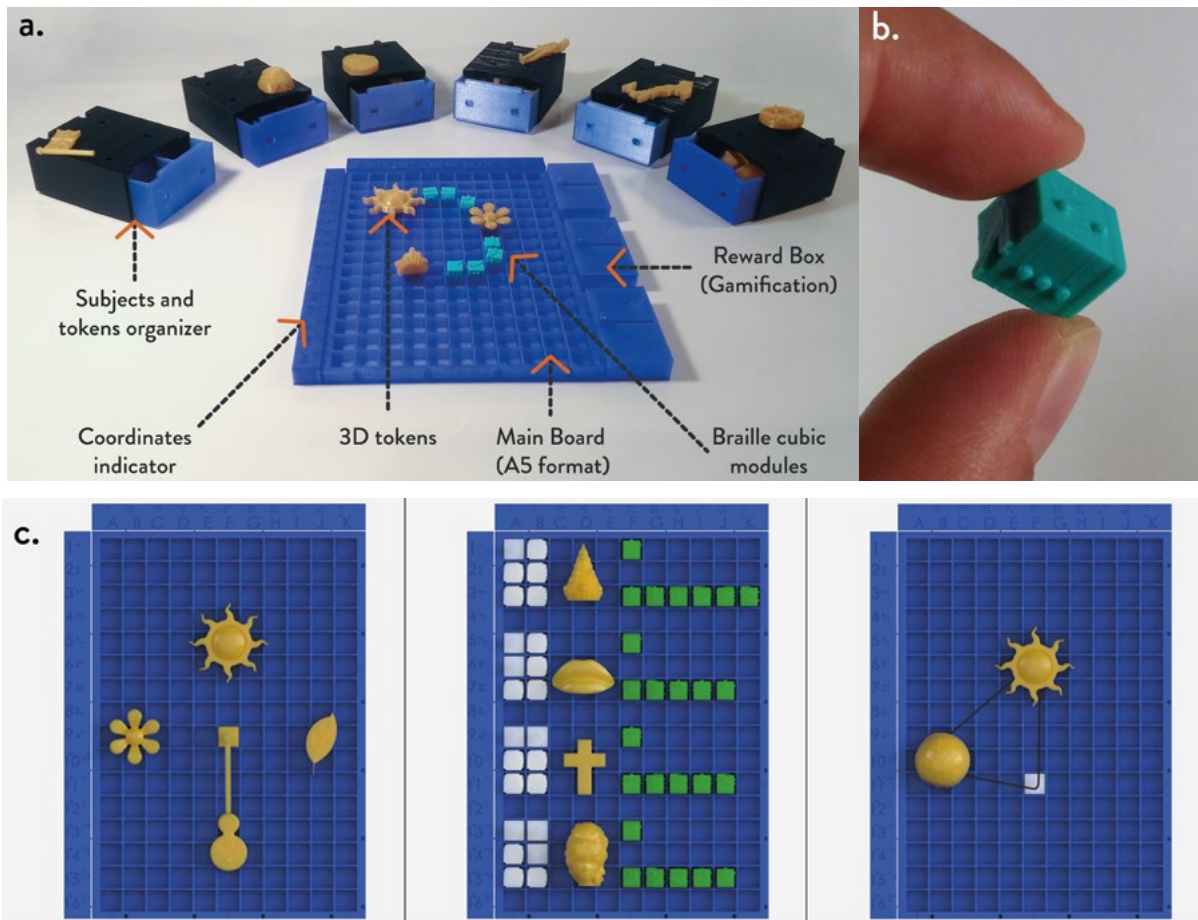 a.
b.
Subjects and
tokens organizer
Reward Box
(Gamification)
Coordinates
indicator
3D tokens
Main Board
(A5 format)
Braille cubic
modules
c.
A B C D E F G H I J K
A B C D E F G H I J K
A B C D E F G H I J K